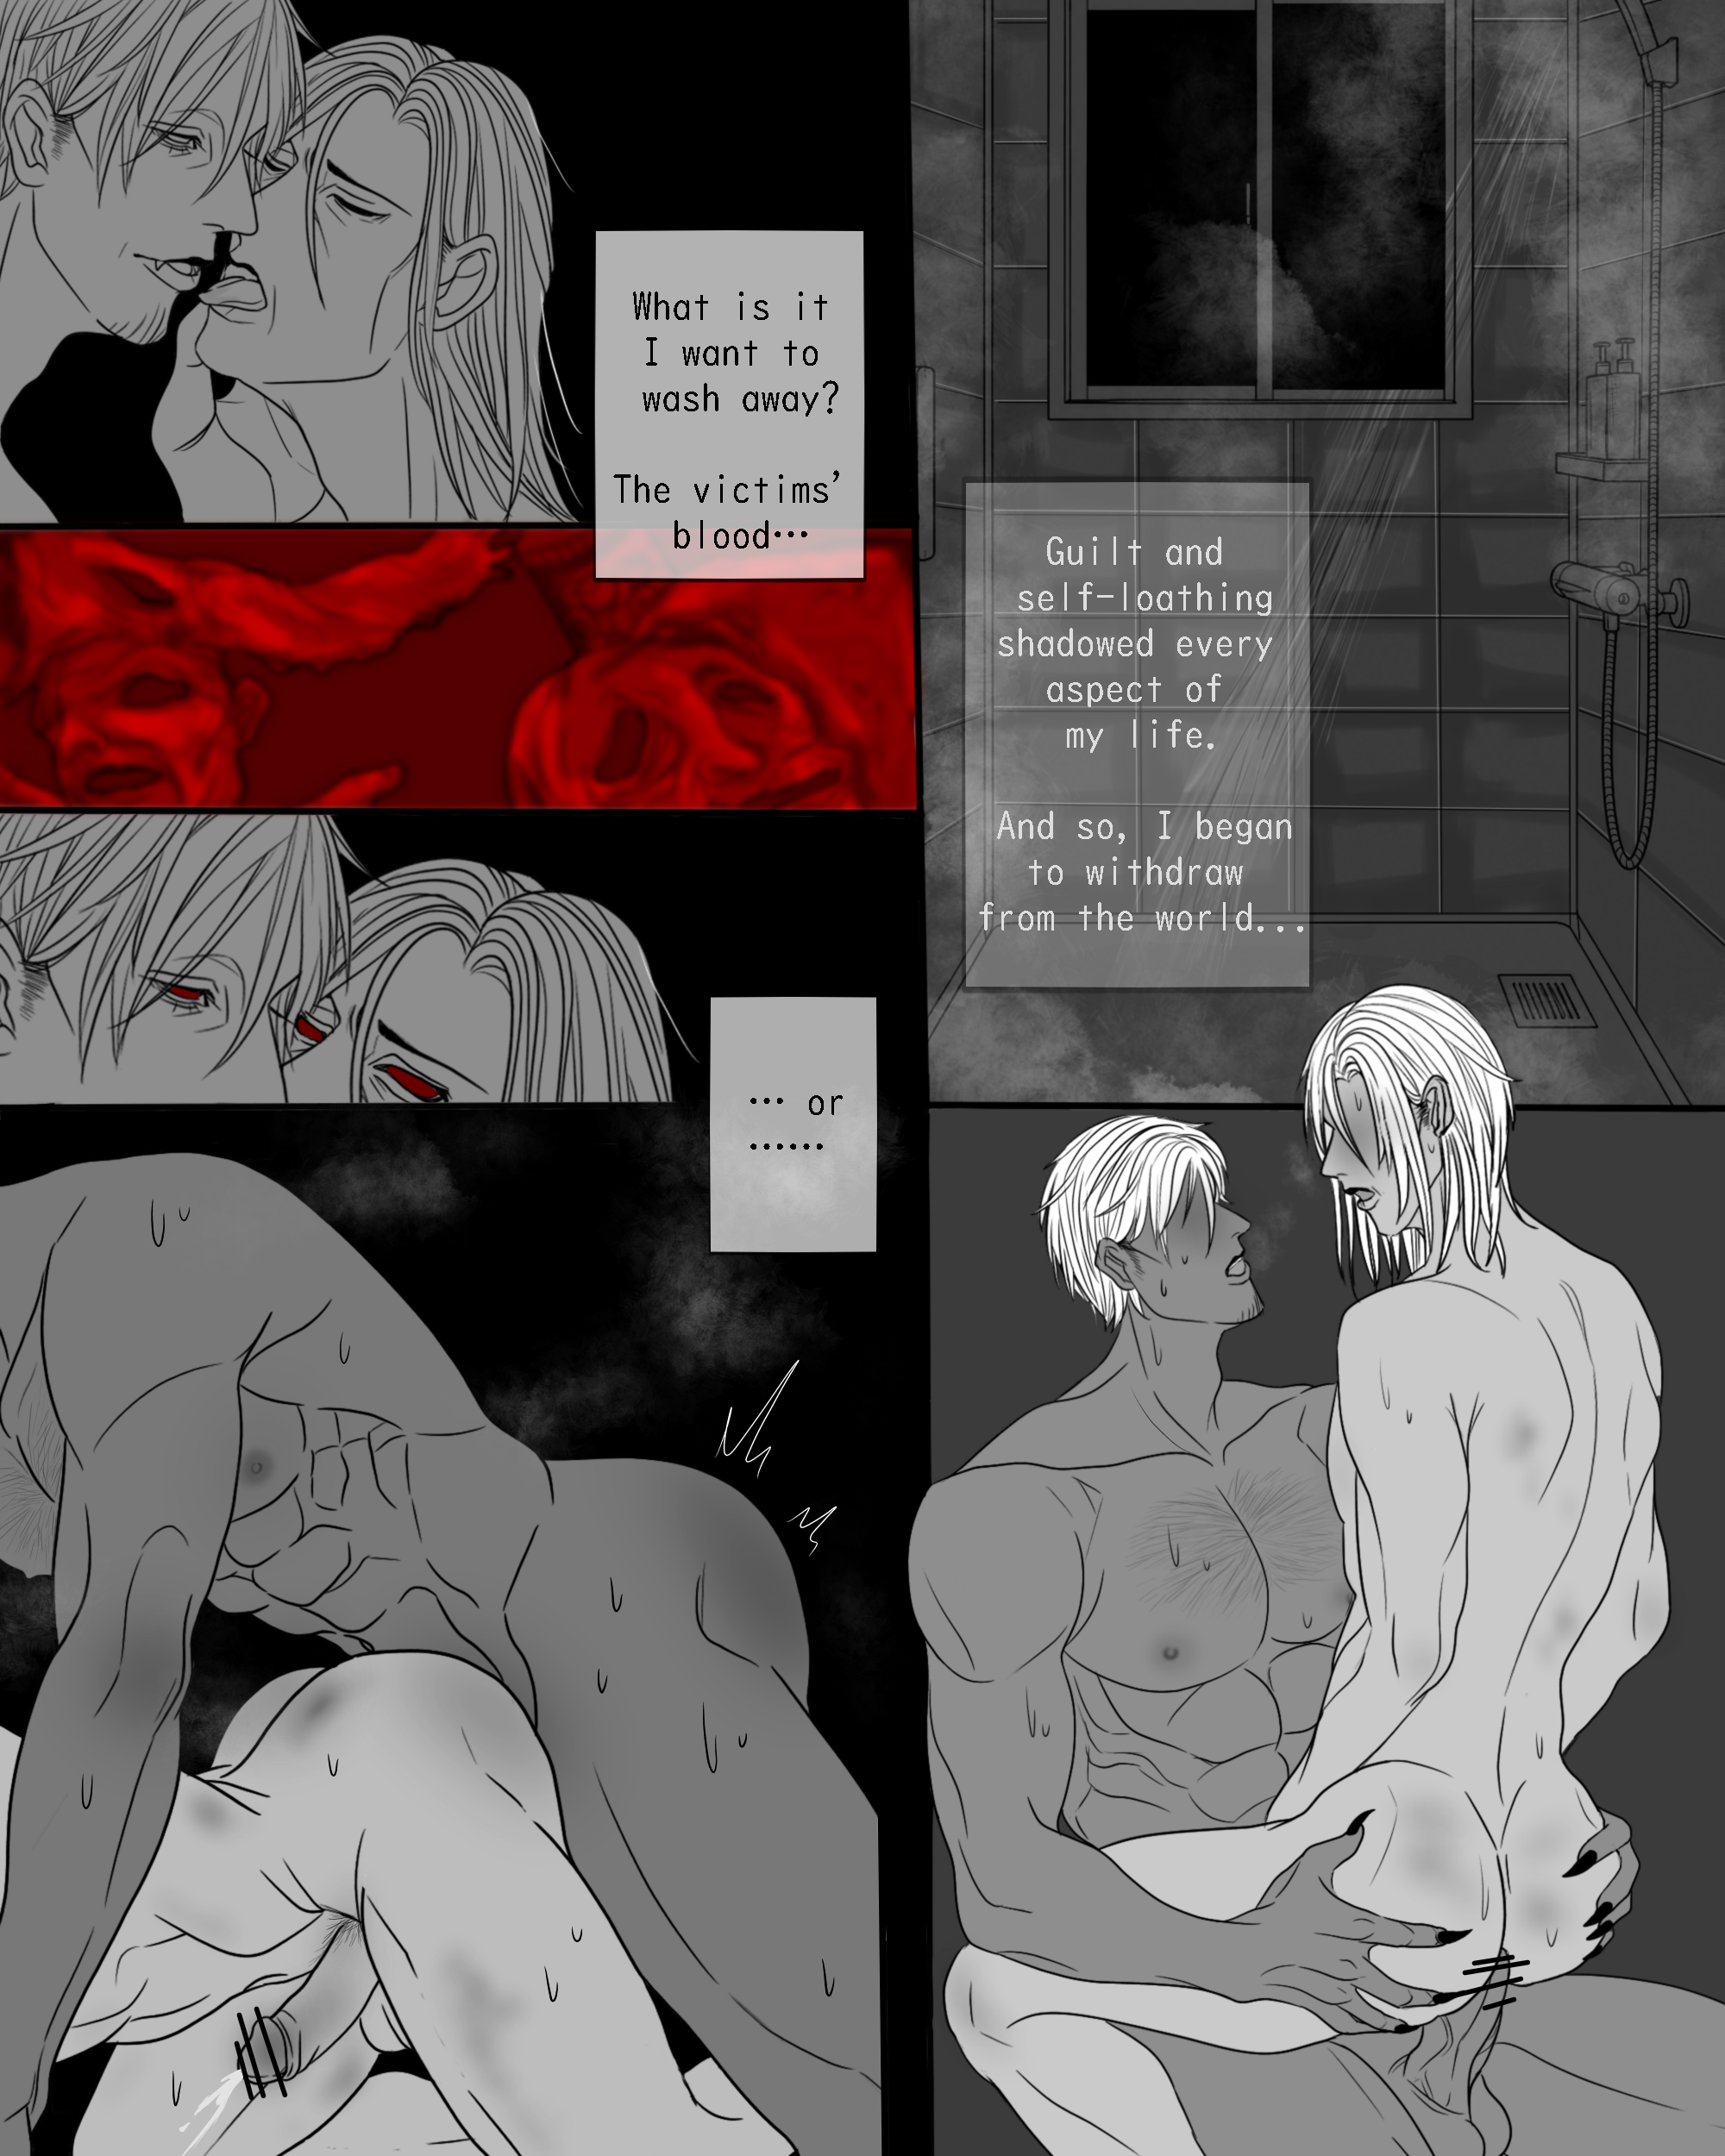 What is it
I want to
wash away?
The victims’
blood…
… or
……
Guilt and
self-loathing
shadowed every
aspect of
my life.
And so, I began
to withdraw
from the world...